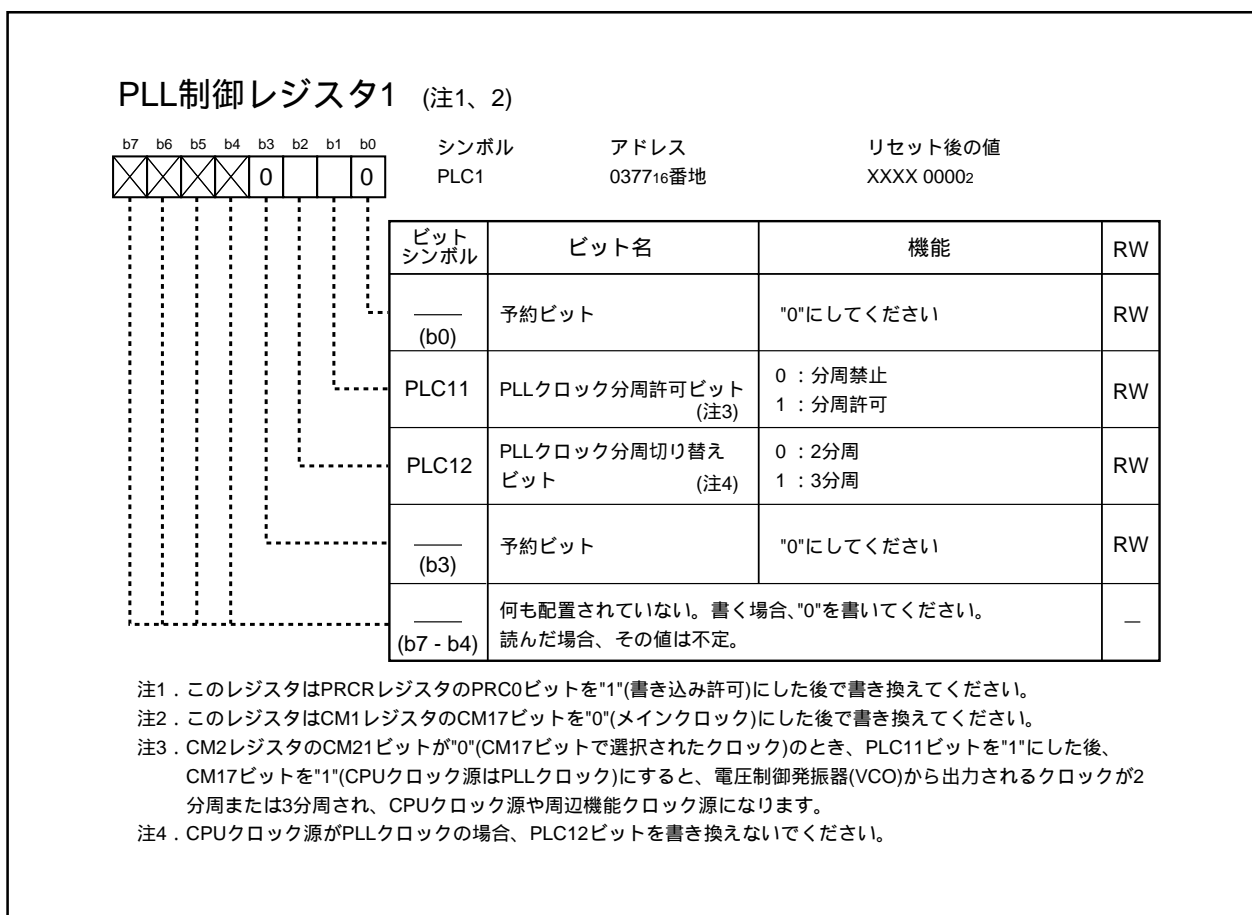 PLL制御レジスタ1 (注1、2)
b7 b6 b5 b4 b3 b2 b1 b0
0 0
シンボル アドレス リセット後の値
PLC1 037716番地 XXXX 00002
ビットシンボル ビット名 機能 RW
(b0) 予約ビット "0"にしてください RW
PLC11 PLLクロック分周許可ビット (注3) 0 :分周禁止 RW
1 :分周許可
PLC12 PLLクロック分周切り替え 0 :2分周 RW
ビット (注4) 1 :3分周
(b3) 予約ビット "0"にしてください RW
(b7 - b4) 何も配置されていない。書く場合、"0"を書いてください。 —
読んだ場合、その値は不定。
注1.このレジスタはPRCRレジスタのPRC0ビットを"1"(書き込み許可)にした後で書き換えてください。
注2.このレジスタはCM1レジスタのCM17ビットを"0"(メインクロック)にした後で書き換えてください。
注3.CM2レジスタのCM21ビットが"0"(CM17ビットで選択されたクロック)のとき、PLC11ビットを"1"にした後、
CM17ビットを"1"(CPUクロック源はPLLクロック)にすると、電圧制御発振器(VCO)から出力されるクロックが2
分周または3分周され、CPUクロック源や周辺機能クロック源になります。
注4.CPUクロック源がPLLクロックの場合、PLC12ビットを書き換えないでください。